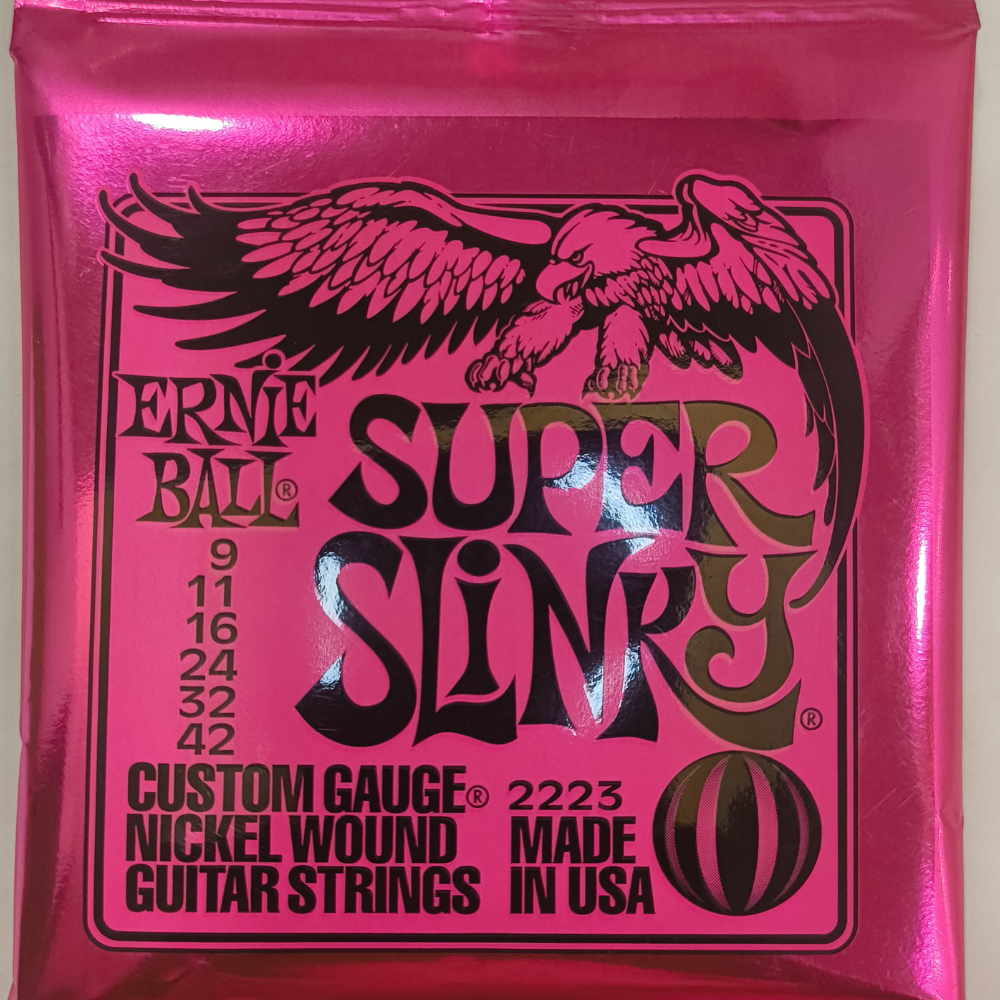 ERNiE
BALL®
SUPER
SLiNKY®
9
11
16
24
32
42
CUSTOM GAUGE®
NICKEL WOUND
GUITAR STRINGS
2223
MADE
IN USA